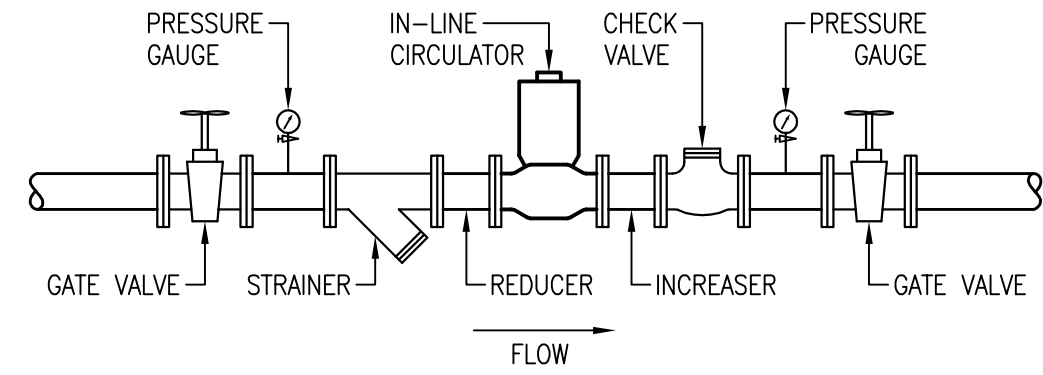 PRESSURE
GAUGE
IN-LINE
CIRCULATOR
CHECK
VALVE
PRESSURE
GAUGE
GATE VALVE
STRAINER
REDUCER
INCREASER
GATE VALVE
FLOW